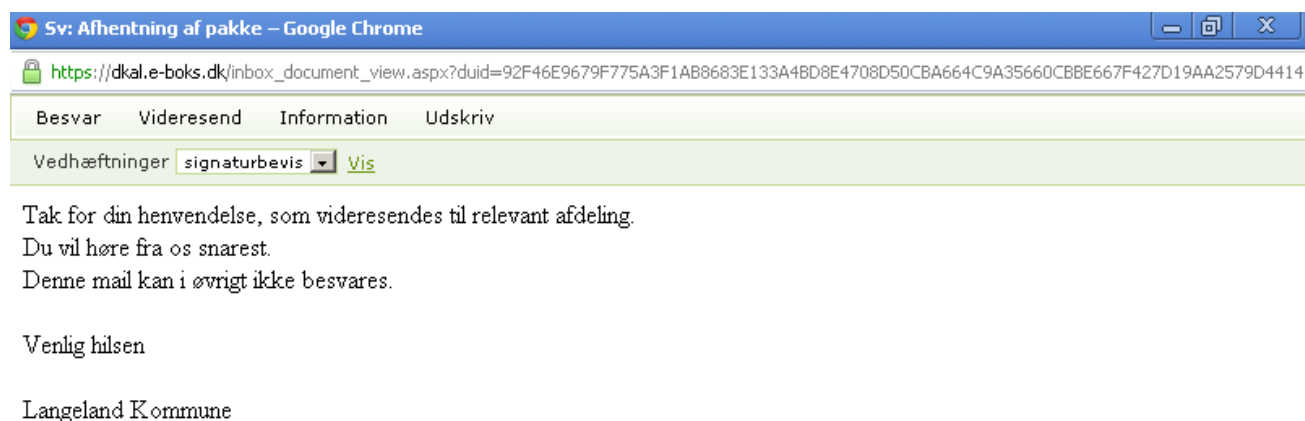 Sv: Afhentning af pakke – Google Chrome
https://dkal.e-boks.dk/inbox_document_view.aspx?duid=92F46E9679F775A3F1AB8683E133A4BD8E4708D50CBA664C9A35660CBBE667F427D19AA2579D4414
Besvar Videresend Information Udskriv
Vedhæftninger signaturbevis Vis
Tak for din henvendelse, som videresendes til relevant afdeling.
Du vil høre fra os snarest.
Denne mail kan i øvrigt ikke besvares.
Venlig hilsen
Langeland Kommune